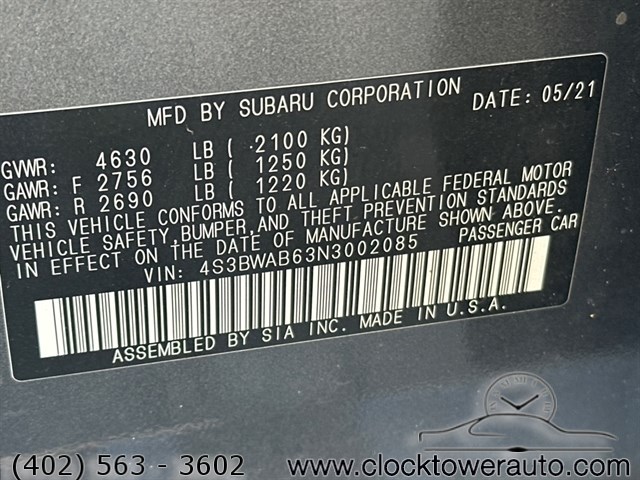 MFD BY SUBARU CORPORATION DATE: 05/21
GVWR: 4630 LB ( 2100 KG)
GAWR: F 2756 LB ( 1250 KG)
GAWR: R 2690 LB ( 1220 KG)
THIS VEHICLE CONFORMS TO ALL APPLICABLE FEDERAL MOTOR
VEHICLE SAFETY,BUMPER,AND THEFT PREVENTION STANDARDS
IN EFFECT ON THE DATE OF MANUFACTURE SHOWN ABOVE.
VIN: 4S3BWAB63N3002085 PASSENGER CAR
ASSEMBLED BY SIA INC. MADE IN U.S.A.
(402) 563 - 3602 www.clocktowerauto.com